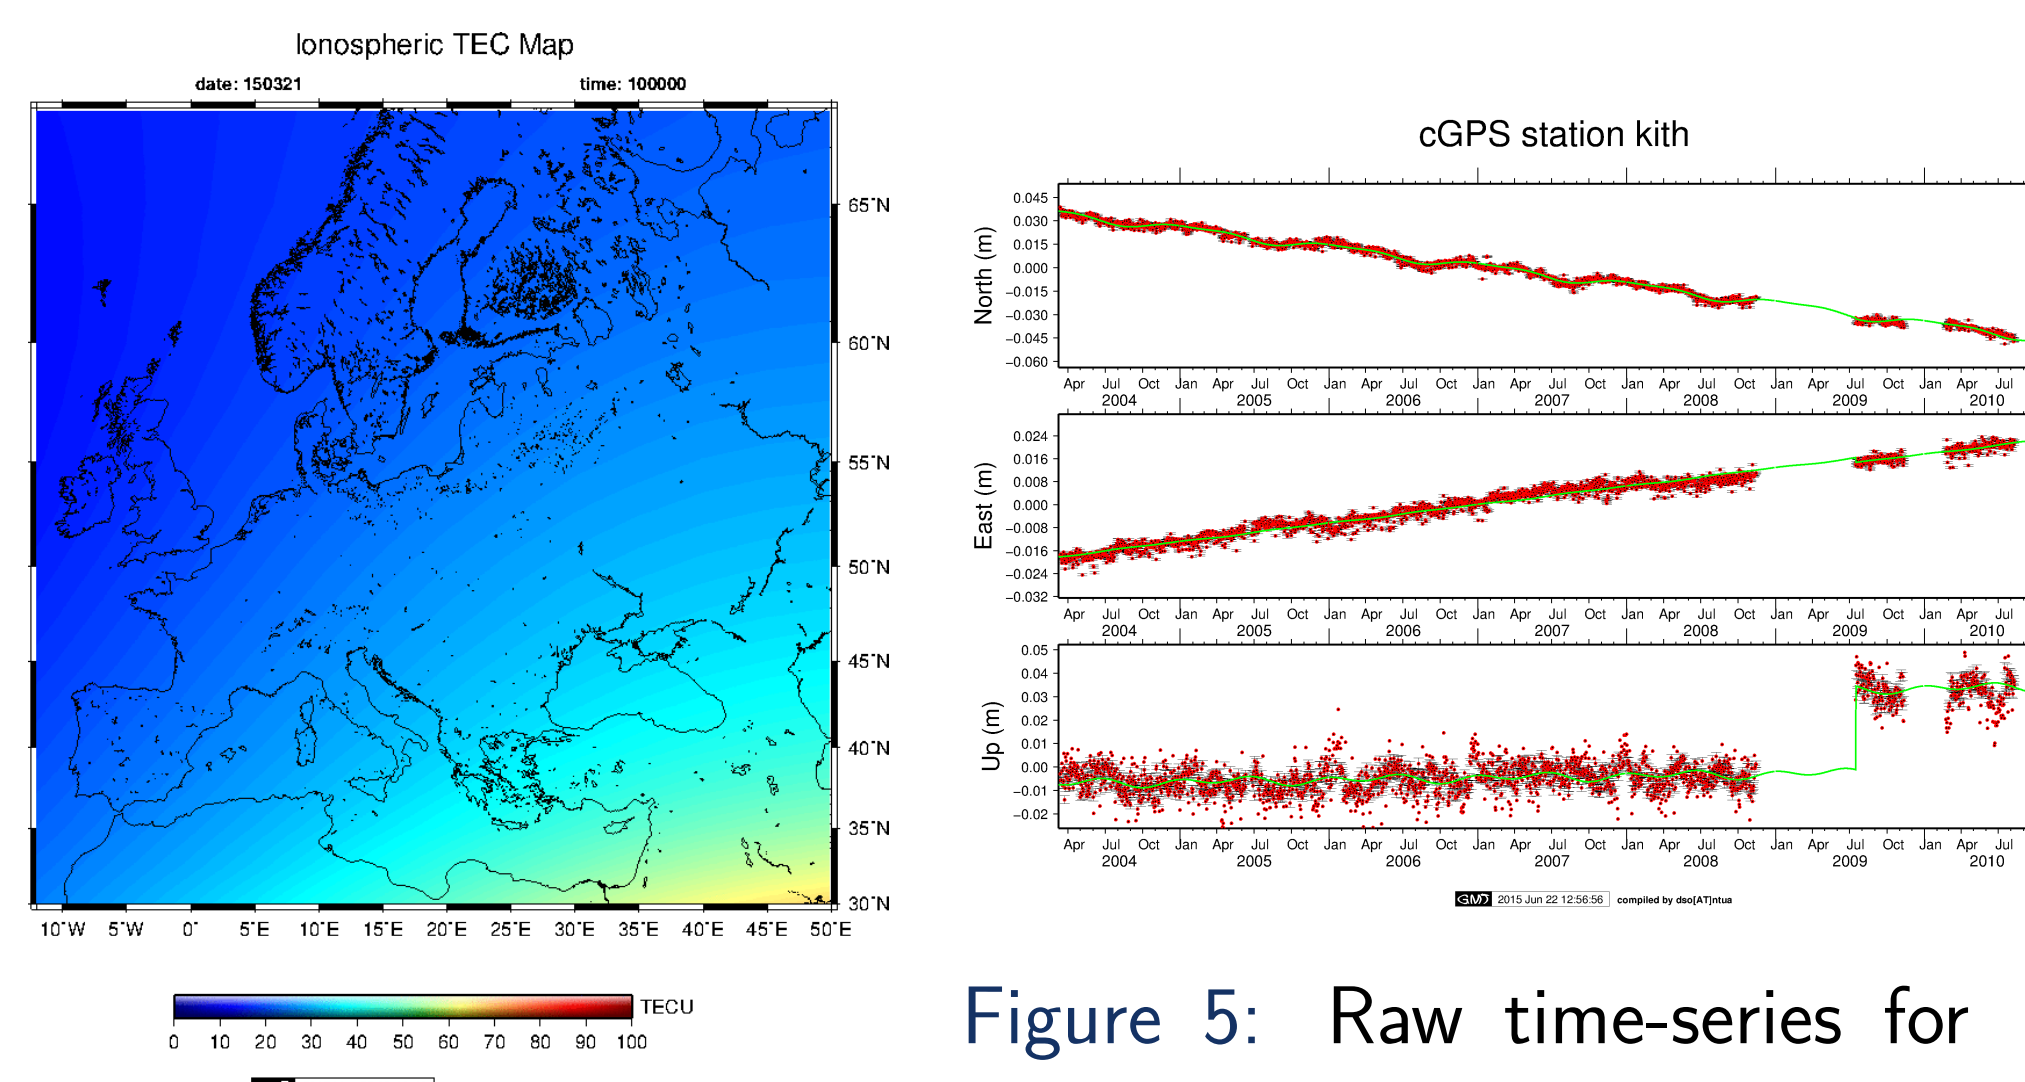 Ionospheric TEC Map
date: 150321 time: 100000
65°N
60°N
55°N
50°N
45°N
40°N
35°N
30°N
10°W 5°W 0° 5°E 10°E 15°E 20°E 25°E 30°E 35°E 40°E 45°E 50°E
TECU
0 10 20 30 40 50 60 70 80 90 100
cGPS station kith
North (m)
0.045
0.030
0.015
0.000
−0.015
−0.030
−0.045
−0.060
Apr Jul Oct Jan Apr Jul Oct Jan Apr Jul Oct Jan Apr Jul Oct Jan Apr Jul Oct Jan Apr Jul Oct Jan Apr Jul
2004 2005 2006 2007 2008 2009 2010
East (m)
0.024
0.016
0.008
0.000
−0.008
−0.016
−0.024
−0.032
Apr Jul Oct Jan Apr Jul Oct Jan Apr Jul Oct Jan Apr Jul Oct Jan Apr Jul Oct Jan Apr Jul Oct Jan Apr Jul
2004 2005 2006 2007 2008 2009 2010
Up (m)
0.05
0.04
0.03
0.02
0.01
0.00
−0.01
−0.02
Apr Jul Oct Jan Apr Jul Oct Jan Apr Jul Oct Jan Apr Jul Oct Jan Apr Jul Oct Jan Apr Jul Oct Jan Apr Jul
2004 2005 2006 2007 2008 2009 2010
GMT 2015 Jun 22 12:56:56 compiled by dso[AT]ntua
Figure 5: Raw time-series for